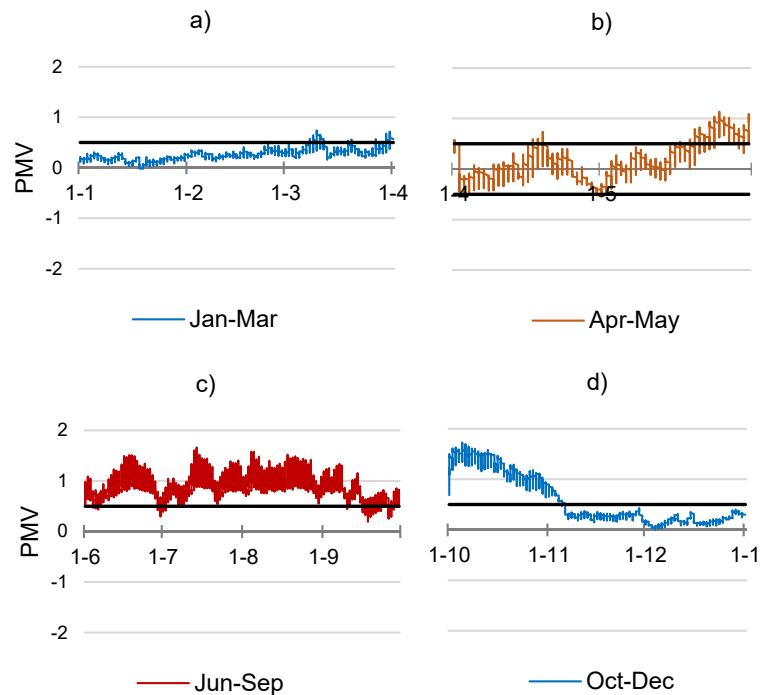 a)
2
1
0
-1
-2
PMV
1-1
1-2
1-3
1-4
Jan-Mar
b)
1-4
1-5
Apr-May
c)
2
1
0
-1
-2
PMV
1-6
1-7
1-8
1-9
Jun-Sep
d)
1-10
1-11
1-12
1-1
Oct-Dec